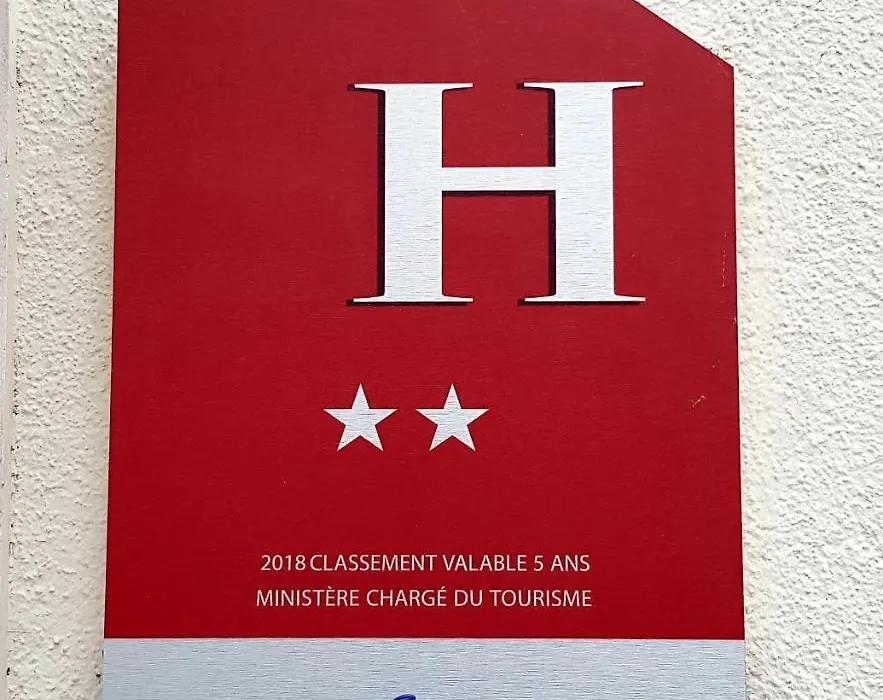 H
2018 CLASSEMENT VALABLE 5 ANS
MINISTÈRE CHARGÉ DU TOURISME